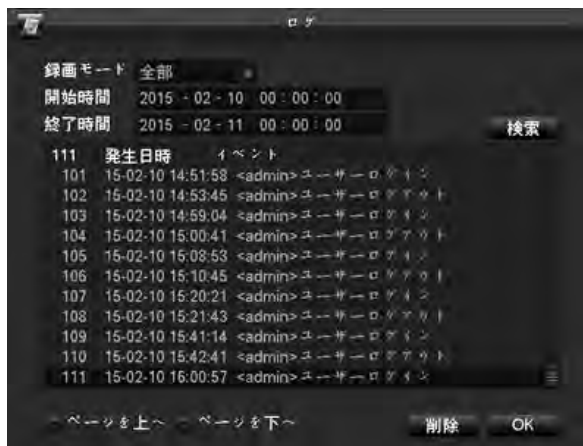 ログ
録画モード 全部
開始時間 2015 - 02 - 10 00 : 00 : 00
終了時間 2015 - 02 - 11 00 : 00 : 00
検索
111 発生日時 イベント
101 15-02-10 14:51:58 <admin>ユーザーログイン
102 15-02-10 14:53:45 <admin>ユーザーログアウト
103 15-02-10 14:59:04 <admin>ユーザーログイン
104 15-02-10 15:00:41 <admin>ユーザーログアウト
105 15-02-10 15:08:53 <admin>ユーザーログイン
106 15-02-10 15:10:45 <admin>ユーザーログアウト
107 15-02-10 15:20:21 <admin>ユーザーログイン
108 15-02-10 15:21:43 <admin>ユーザーログアウト
109 15-02-10 15:41:14 <admin>ユーザーログイン
110 15-02-10 15:42:41 <admin>ユーザーログアウト
111 15-02-10 16:00:57 <admin>ユーザーログイン
ページを上へ ページを下へ 削除 OK